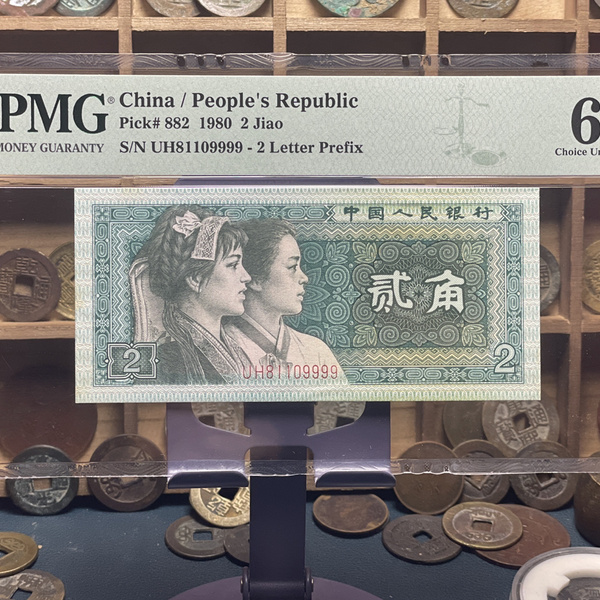 PMG
MONEY GUARANTY
China / People's Republic
Pick# 882 1980 2 Jiao
S/N UH81109999 - 2 Letter Prefix
6
Choice Un
中国人民银行
贰角
2
2
UH81109999